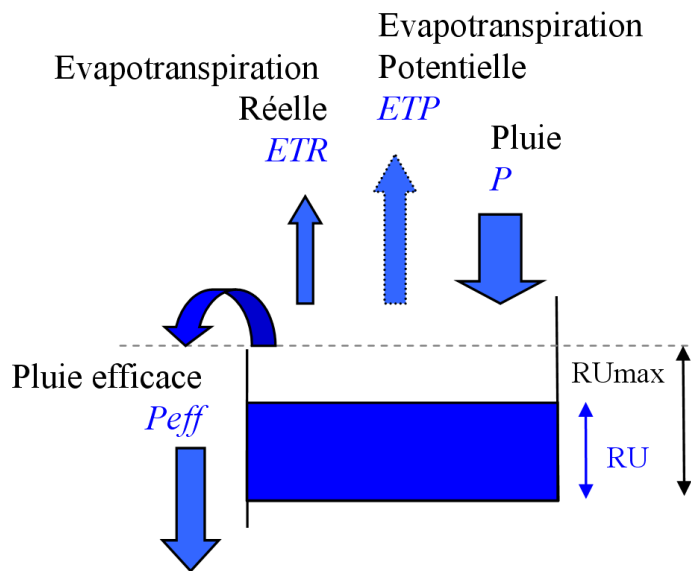 Evapotranspiration
Réelle
ETR
Evapotranspiration
Potentielle
ETP
Pluie
P
Pluie efficace
Peff
RUmax
RU